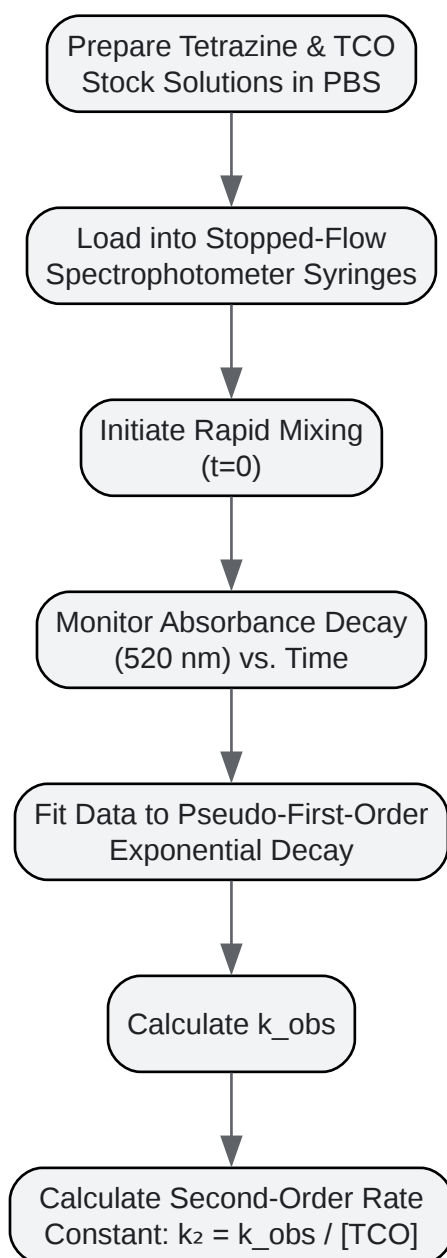 Prepare Tetrazine & TCO
Stock Solutions in PBS
Load into Stopped-Flow
Spectrophotometer Syringes
Initiate Rapid Mixing
(t=0)
Monitor Absorbance Decay
(520 nm) vs. Time
Fit Data to Pseudo-First-Order
Exponential Decay
Calculate k_obs
Calculate Second-Order Rate
Constant: k₂ = k_obs / [TCO]